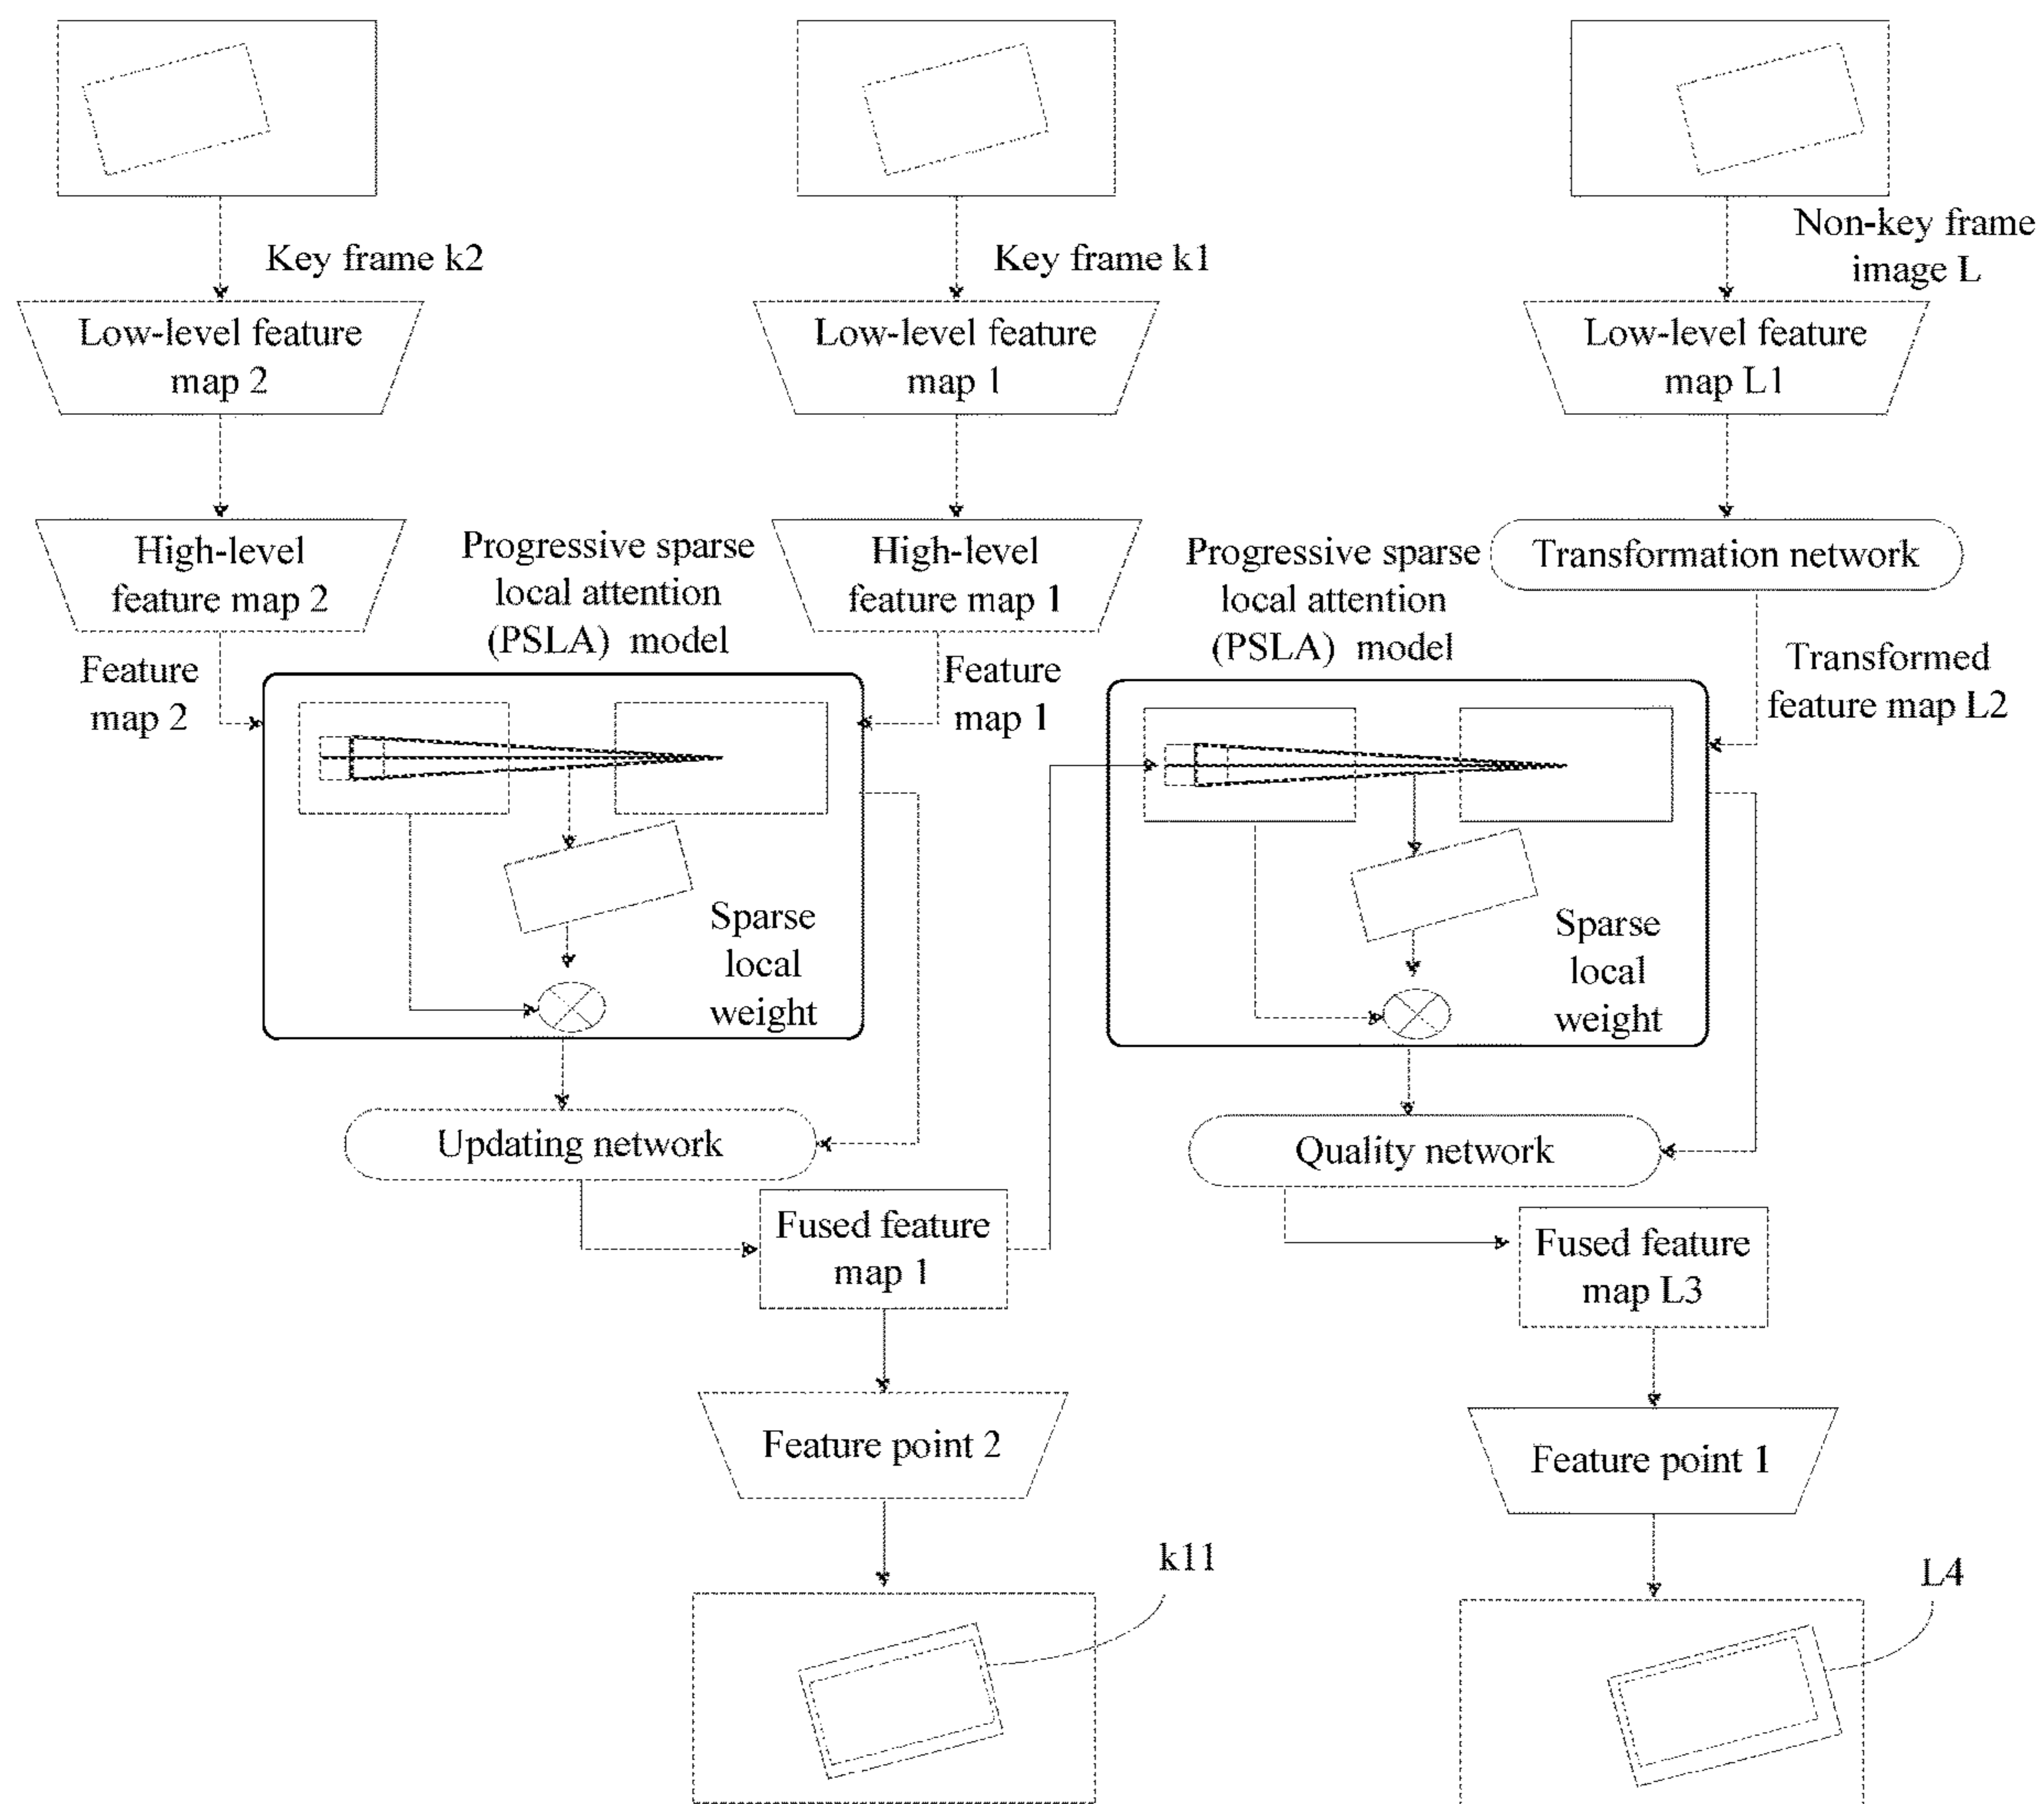 Key frame k2
Key frame k1
Non-key frame
image L
Low-level feature
map 2
Low-level feature
map 1
Low-level feature
map L1
High-level
feature map 2
Progressive sparse
local attention
(PSLA) model
High-level
feature map 1
Progressive sparse
local attention
(PSLA) model
Transformation network
Feature
map 2
Feature
map 1
Transformed
feature map L2
Sparse
local
weight
Sparse
local
weight
Updating network
Quality network
Fused feature
map 1
Fused feature
map L3
Feature point 2
Feature point 1
k11
L4